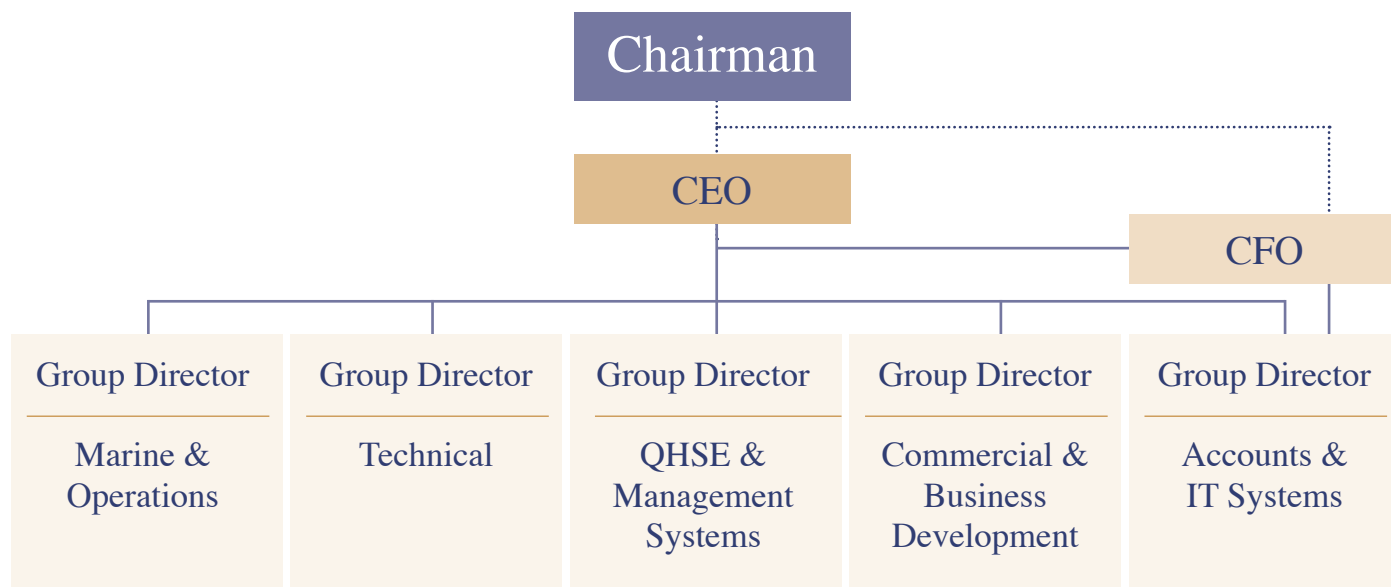 Chairman
CEO
CFO
Group Director
Marine &
Operations
Group Director
Technical
Group Director
QHSE &
Management
Systems
Group Director
Commercial &
Business
Development
Group Director
Accounts &
IT Systems